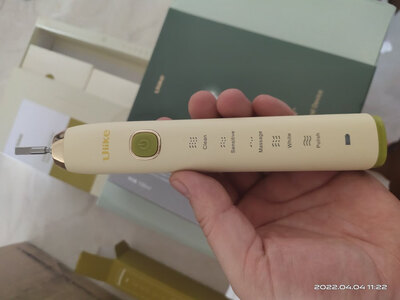 Ulike
Clean
Sensitive
Massage
White
Polish
2022.04.04 11:22